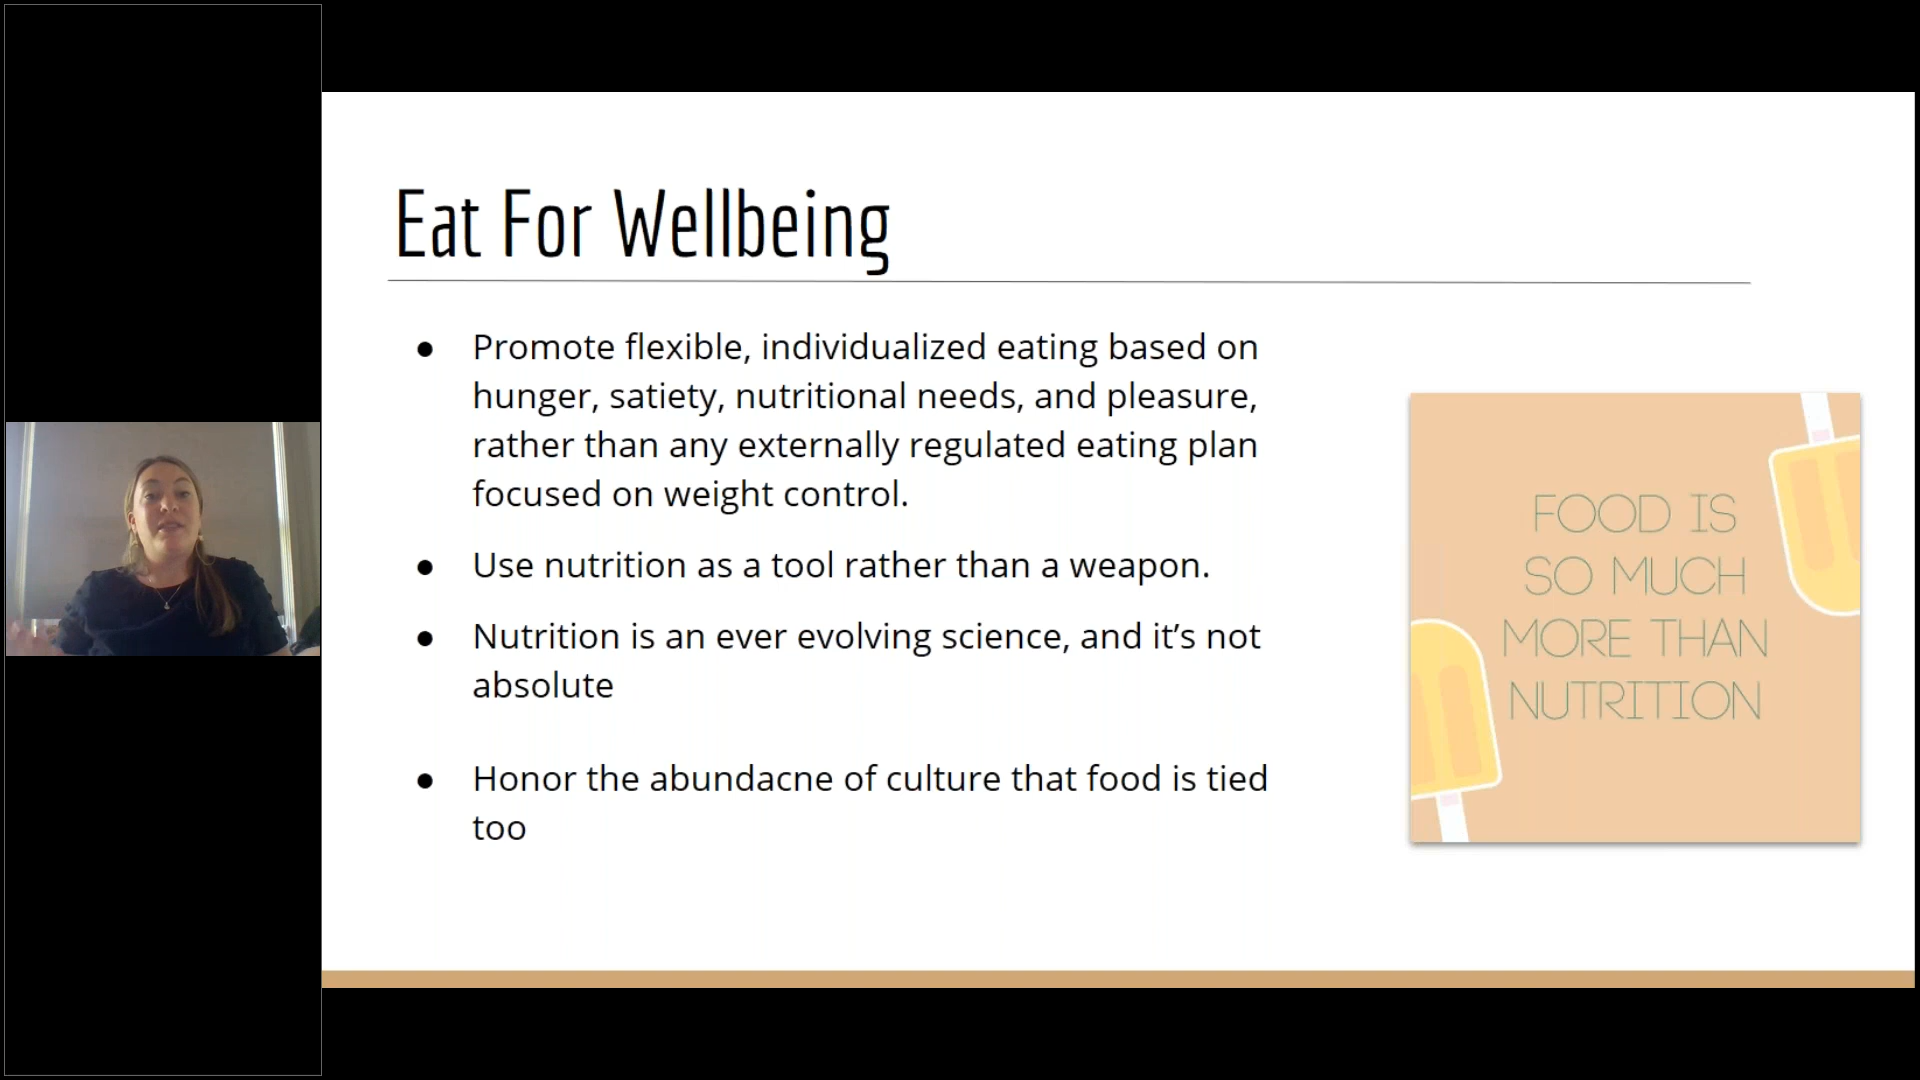 Eat For Wellbeing
● Promote flexible, individualized eating based on
hunger, satiety, nutritional needs, and pleasure,
rather than any externally regulated eating plan
focused on weight control.
● Use nutrition as a tool rather than a weapon.
● Nutrition is an ever evolving science, and it’s not
absolute
● Honor the abundacne of culture that food is tied
too
FOOD IS
SO MUCH
MORE THAN
NUTRITION